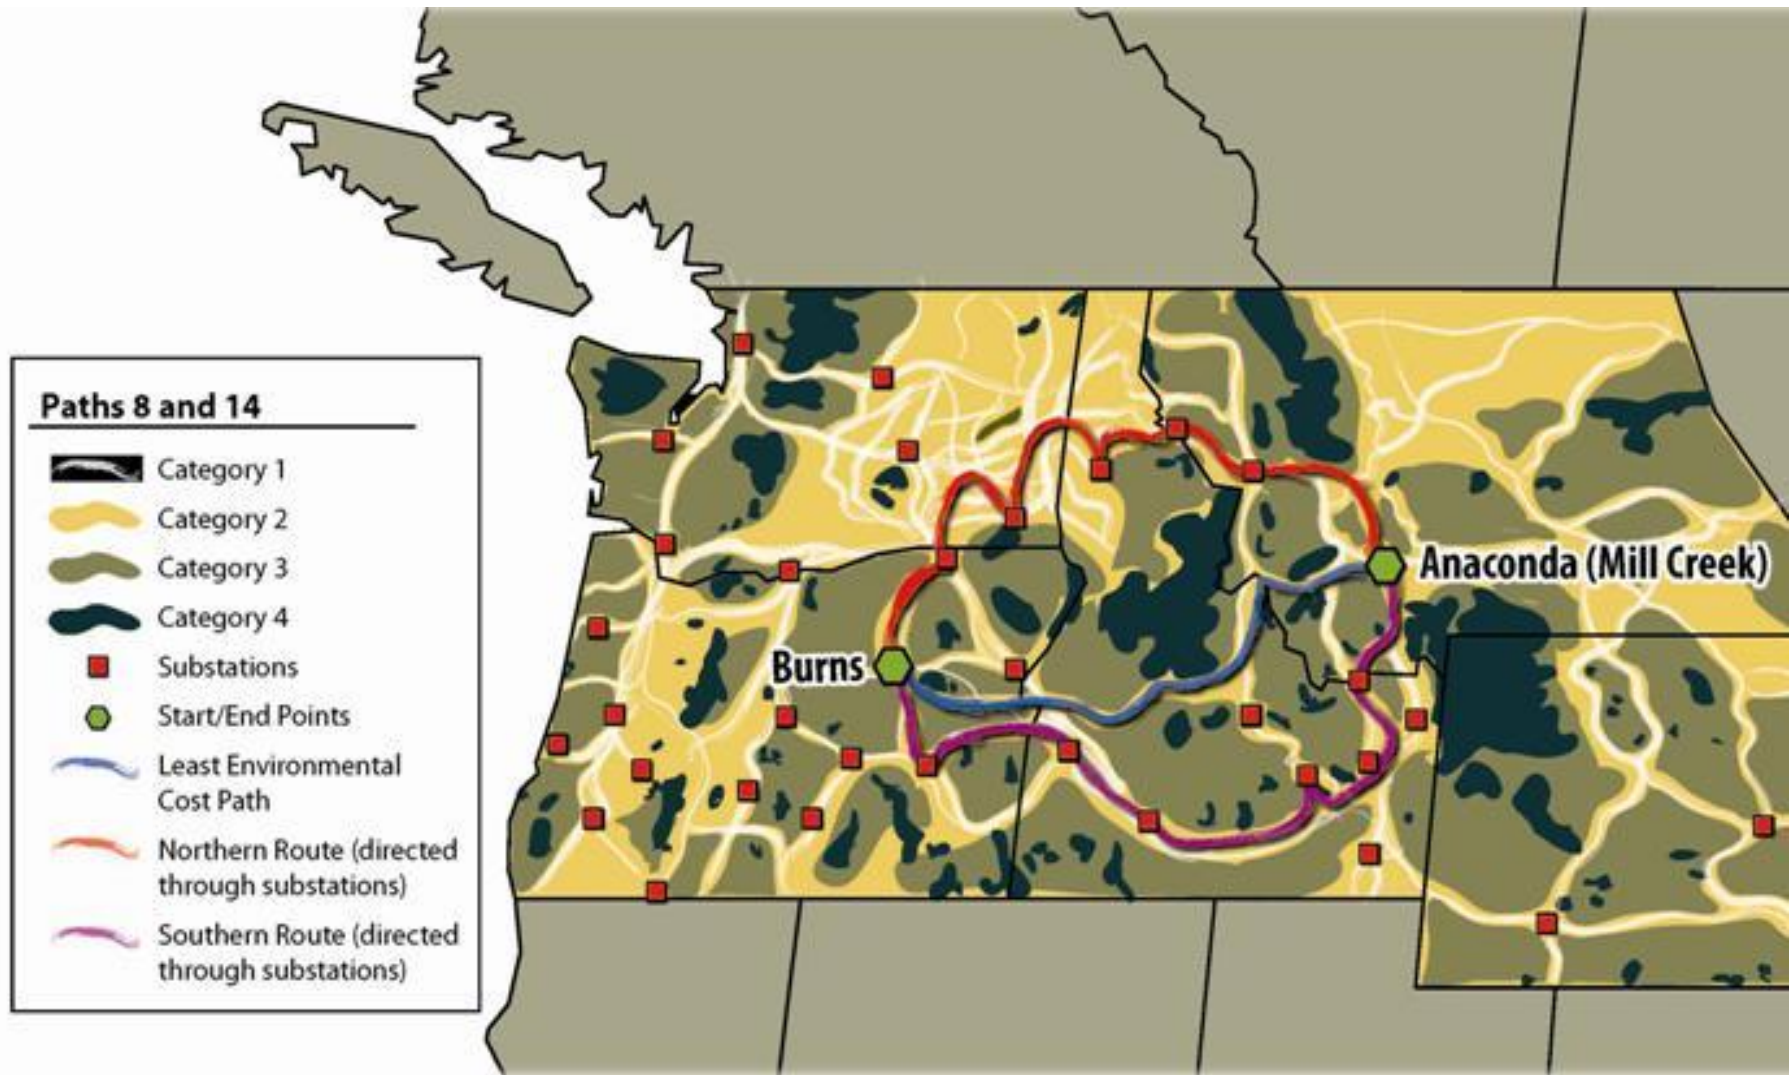 Paths 8 and 14
Category 1
Category 2
Category 3
Category 4
Substations
Start/End Points
Least Environmental
Cost Path
Northern Route (directed
through substations)
Southern Route (directed
through substations)
Anaconda (Mill Creek)
Burns